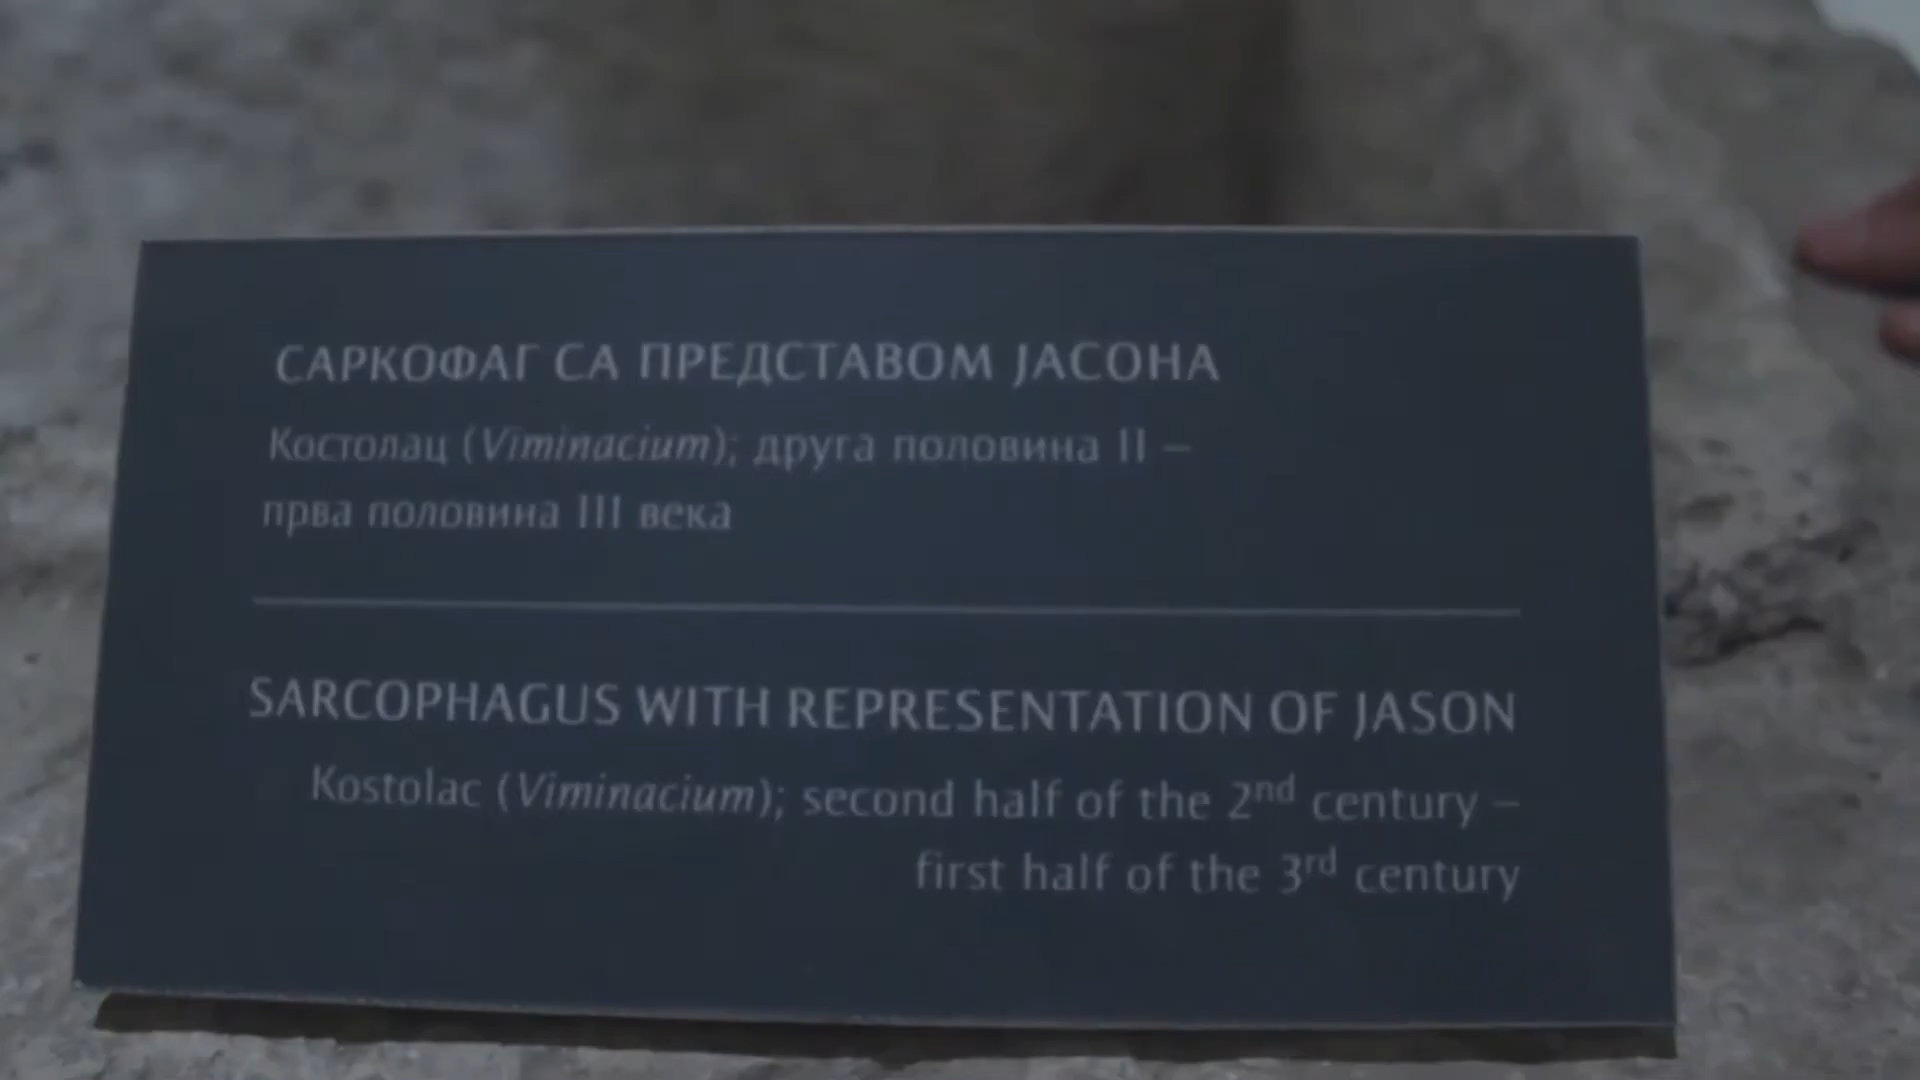 САРКОФАГ СА ПРЕДСТАВОМ ЈАСОНА
Костолац (Viminacium); друга половина II –
прва половина III века
SARCOPHAGUS WITH REPRESENTATION OF JASON
Kostolac (Viminacium); second half of the 2nd century –
first half of the 3rd century